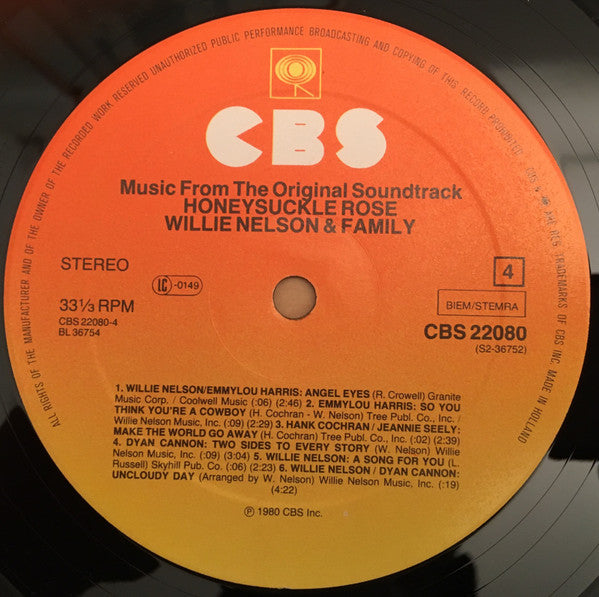 ALL RIGHTS OF THE MANUFACTURER AND OF THE OWNER OF THE RECORDED WORK RESERVED UNAUTHORIZED PUBLIC PERFORMANCE BROADCASTING AND COPYING OF THIS RECORD PROHIBITED
ARE TRADEMARKS OF CBS INC. MADE IN HOLLAND
CBS
Music From The Original Soundtrack
HONEYSUCKLE ROSE
WILLIE NELSON & FAMILY
STEREO
LC -0149
4
33⅓ RPM
BIEM/STEMRA
CBS 22080-4
BL 36754
CBS 22080
(S2-36752)
1. WILLIE NELSON/EMMYLOU HARRIS: ANGEL EYES (R. Crowell) Granite
Music Corp. / Coolwell Music (:06) (2:46) 2. EMMYLOU HARRIS: SO YOU
THINK YOU'RE A COWBOY (H. Cochran - W. Nelson) Tree Publ. Co., Inc /
Willie Nelson Music, Inc (:09) (2:29) 3. HANK COCHRAN / JEANNIE SEELY:
MAKE THE WORLD GO AWAY (H. Cochran) Tree Publ. Co., Inc, (:02) (2:39)
4. DYAN CANNON: TWO SIDES TO EVERY STORY (W. Nelson) Willie
Nelson Music, Inc. (:09) (3:04) 5. WILLIE NELSON: A SONG FOR YOU (L.
Russell) Skyhill Pub. Co. (:06) (2:23) 6. WILLIE NELSON / DYAN CANNON:
UNCLOUDY DAY (Arranged by W. Nelson) Willie Nelson Music, Inc. (:19)
(4:22)
Ⓟ 1980 CBS Inc.